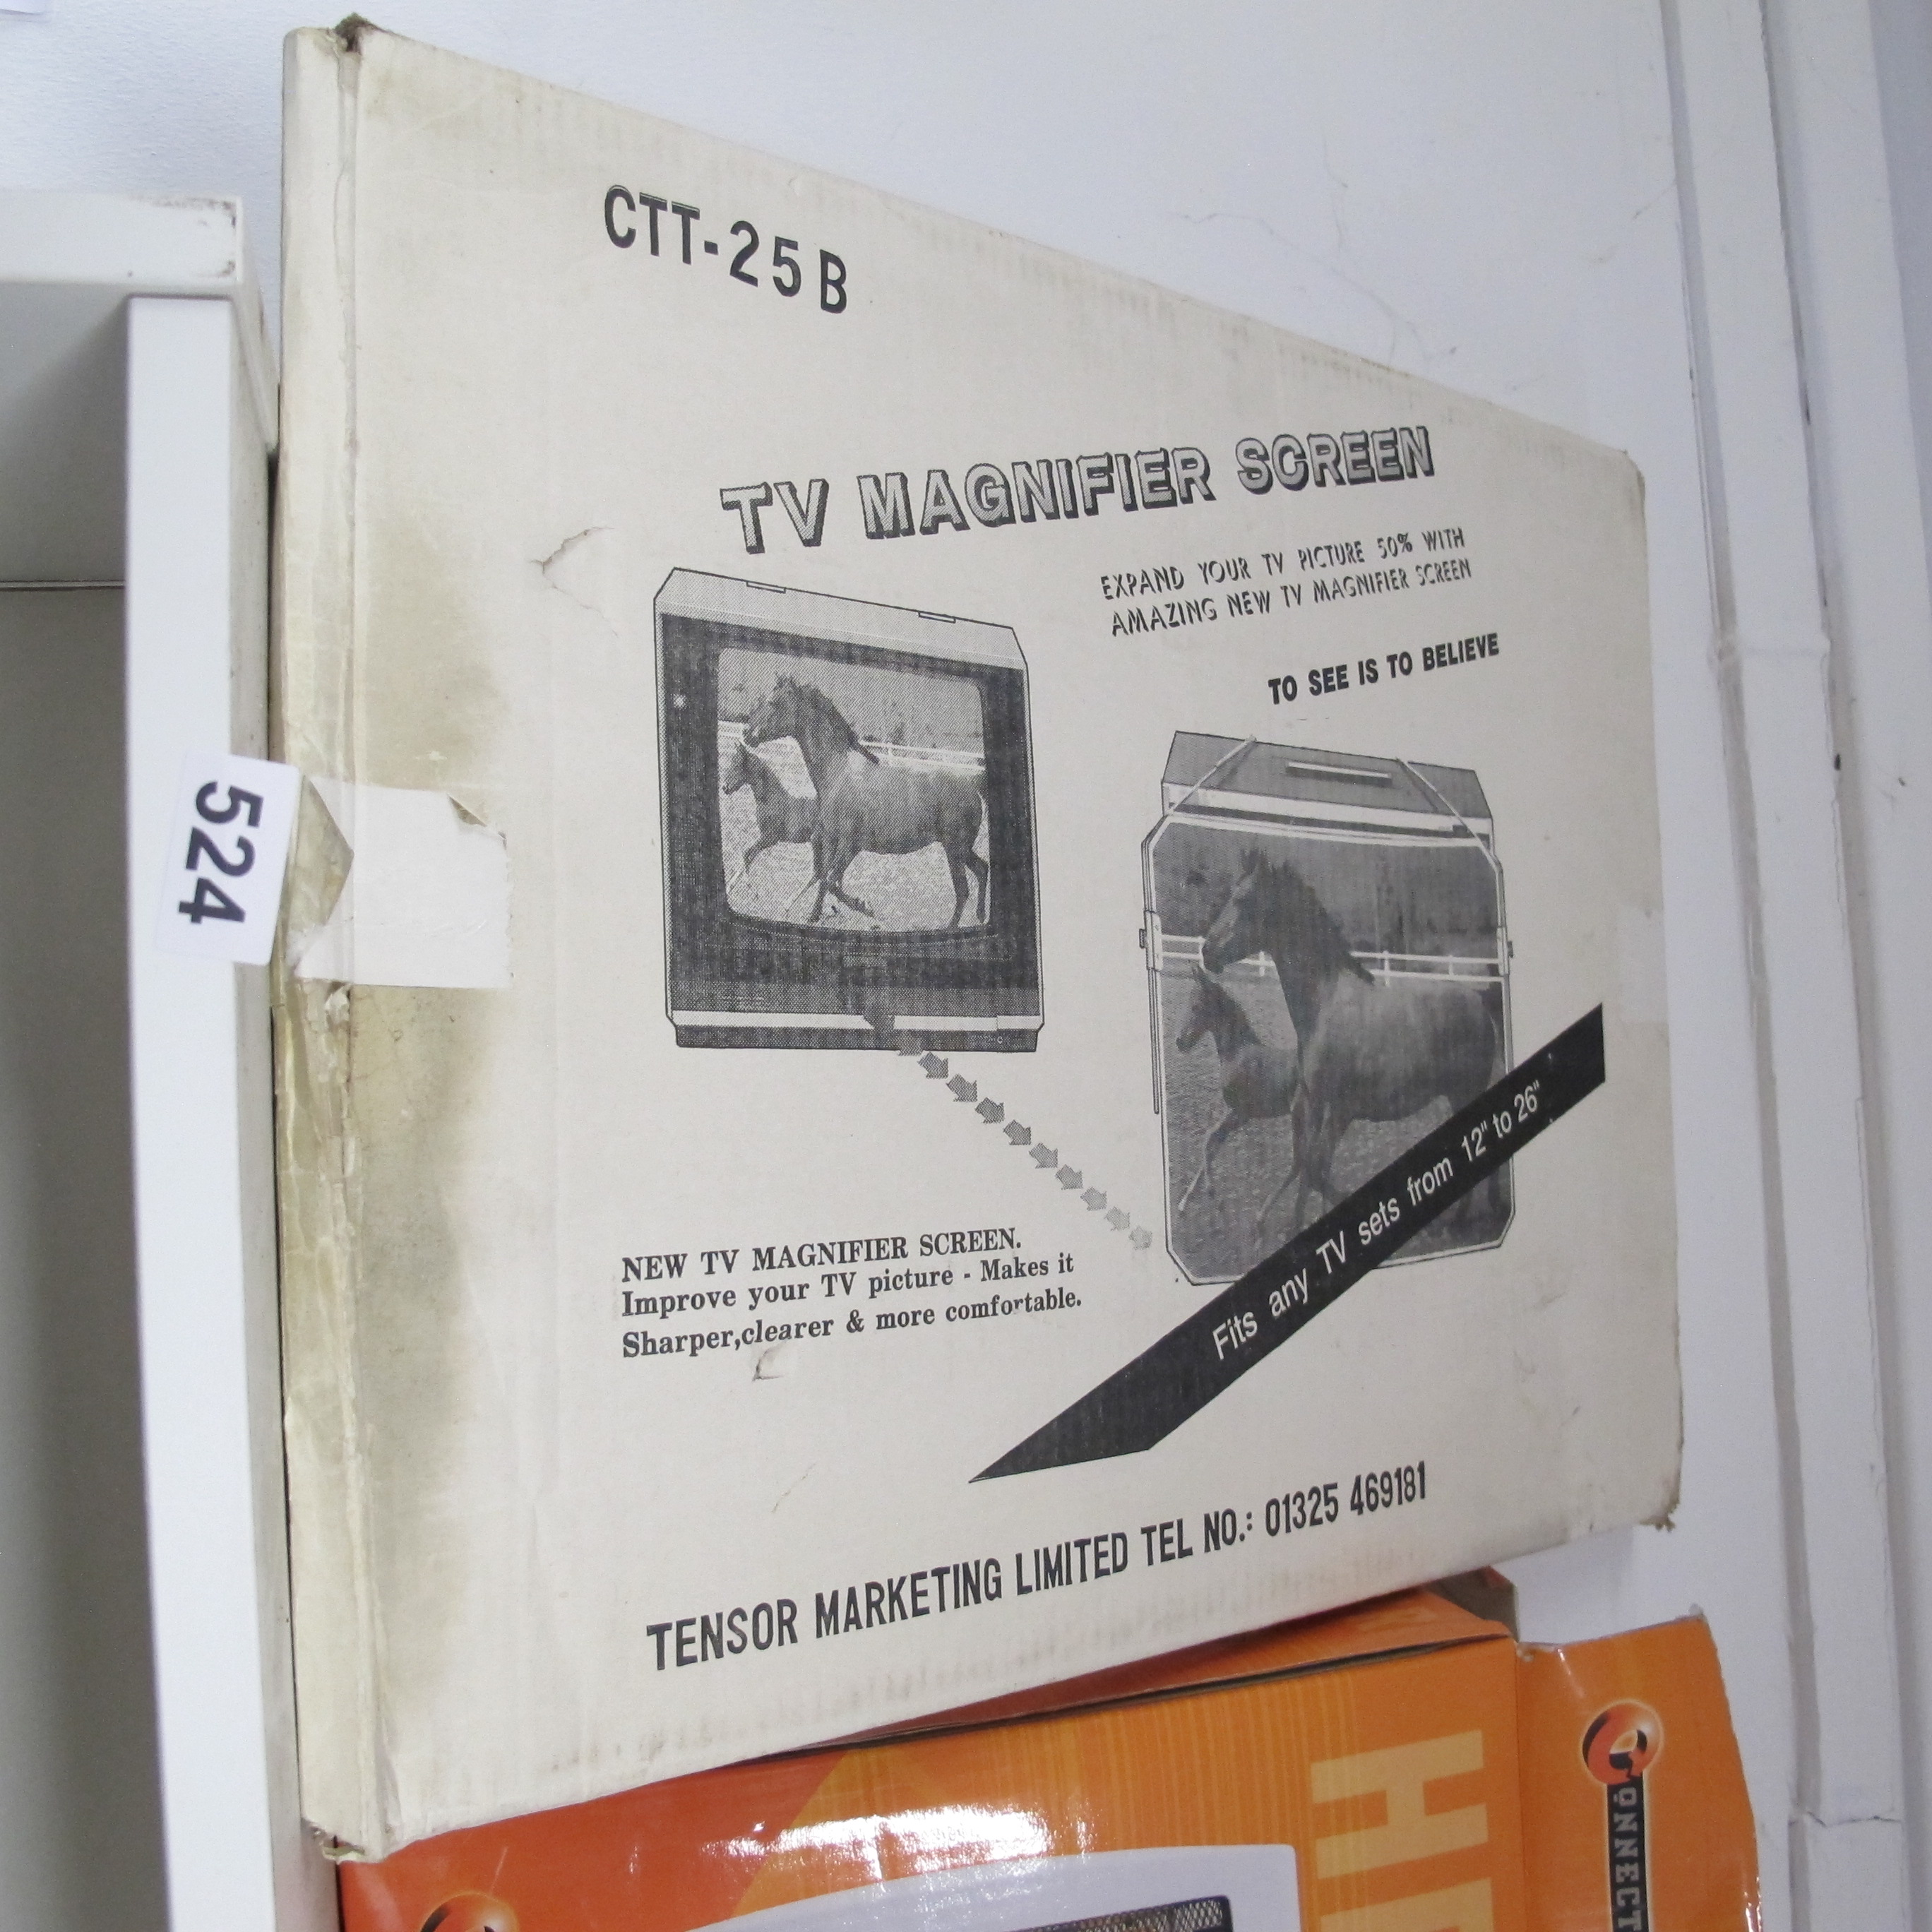 CTT-25B
TV MAGNIFIER SCREEN
EXPAND YOUR TV PICTURE 50% WITH
AMAZING NEW TV MAGNIFIER SCREEN
TO SEE IS TO BELIEVE
524
Fits any TV sets from 12" to 26"
NEW TV MAGNIFIER SCREEN.
Improve your TV picture - Makes it
Sharper,clearer & more comfortable.
TENSOR MARKETING LIMITED TEL NO.: 01325 469181
CONNECT